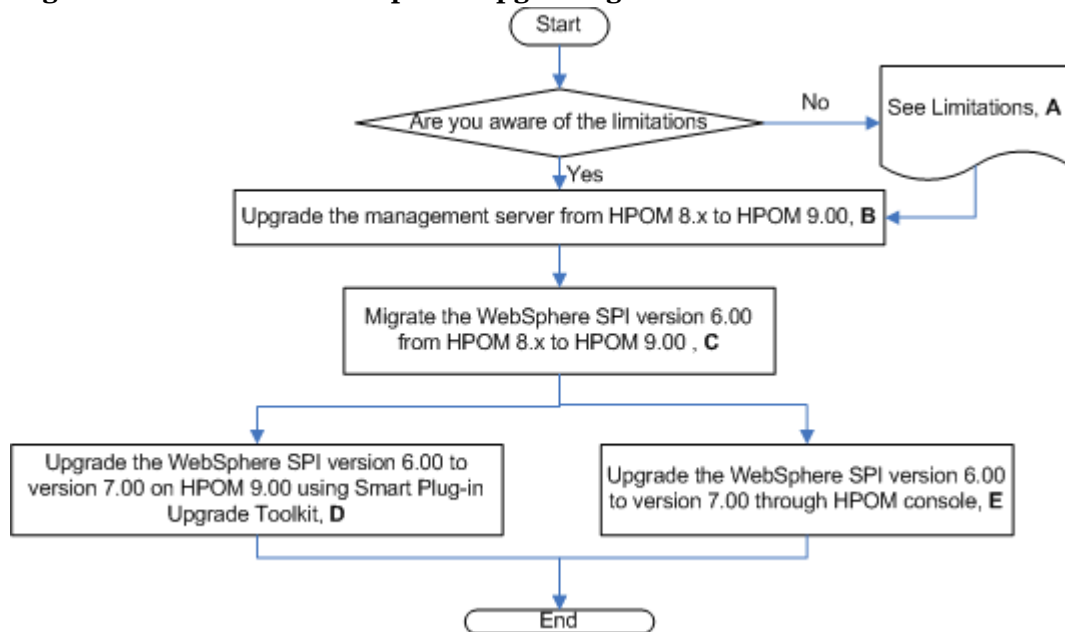 Start
No
See Limitations, A
Are you aware of the limitations
Yes
Upgrade the management server from HPOM 8.x to HPOM 9.00, B
Migrate the WebSphere SPI version 6.00
from HPOM 8.x to HPOM 9.00 , C
Upgrade the WebSphere SPI version 6.00 to
version 7.00 on HPOM 9.00 using Smart Plug-in
Upgrade Toolkit, D
Upgrade the WebSphere SPI version 6.00
to version 7.00 through HPOM console, E
End